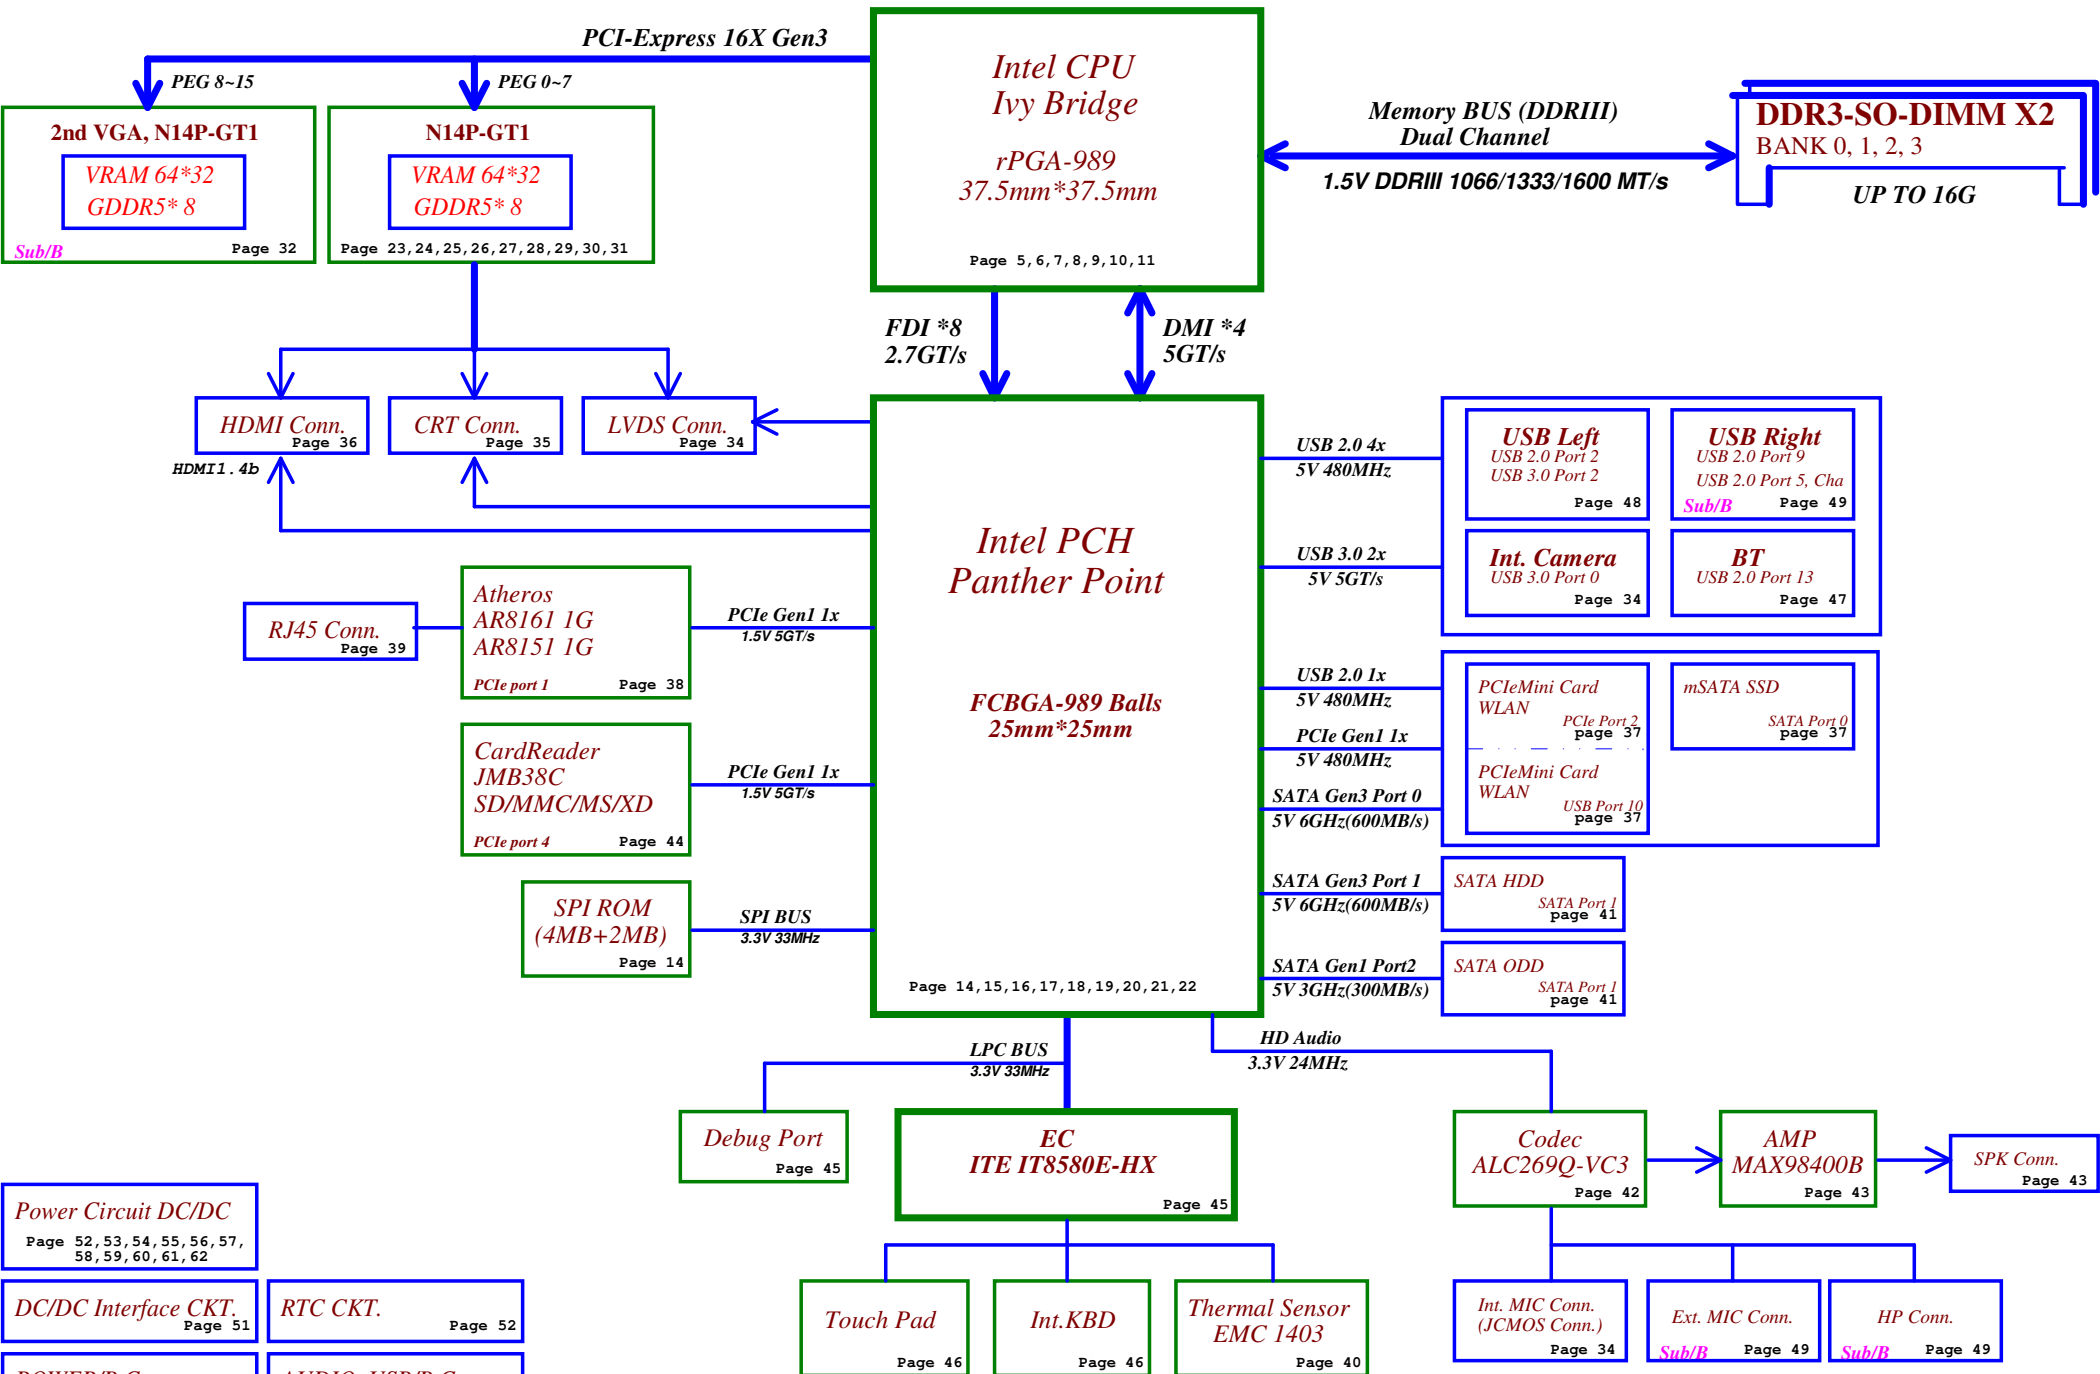 PCI-Express 16X Gen3
PEG 8~15
PEG 0~7
2nd VGA, N14P-GT1
VRAM 64*32
GDDR5* 8
Sub/B
Page 32
N14P-GT1
VRAM 64*32
GDDR5* 8
Page 23,24,25,26,27,28,29,30,31
Intel CPU
Ivy Bridge
rPGA-989
37.5mm*37.5mm
Page 5,6,7,8,9,10,11
Memory BUS (DDRIII)
Dual Channel
1.5V DDRIII 1066/1333/1600 MT/s
DDR3-SO-DIMM X2
BANK 0, 1, 2, 3
UP TO 16G
FDI *8
2.7GT/s
DMI *4
5GT/s
HDMI Conn.
Page 36
HDMI1.4b
CRT Conn.
Page 35
LVDS Conn.
Page 34
Intel PCH
Panther Point
FCBGA-989 Balls
25mm*25mm
Page 14,15,16,17,18,19,20,21,22
RJ45 Conn.
Page 39
Atheros
AR8161 1G
AR8151 1G
PCIe port 1
Page 38
PCIe Gen1 1x
1.5V 5GT/s
CardReader
JMB38C
SD/MMC/MS/XD
PCIe port 4
Page 44
PCIe Gen1 1x
1.5V 5GT/s
SPI ROM
(4MB+2MB)
Page 14
SPI BUS
3.3V 33MHz
USB 2.0 4x
5V 480MHz
USB 3.0 2x
5V 5GT/s
USB Left
USB 2.0 Port 2
USB 3.0 Port 2
Page 48
USB Right
USB 2.0 Port 9
USB 2.0 Port 5, Cha
Sub/B
Page 49
Int. Camera
USB 3.0 Port 0
Page 34
BT
USB 2.0 Port 13
Page 47
USB 2.0 1x
5V 480MHz
PCIe Gen1 1x
5V 480MHz
SATA Gen3 Port 0
5V 6GHz(600MB/s)
PCIeMini Card
WLAN
PCIe Port 2
page 37
PCIeMini Card
WLAN
USB Port 10
page 37
mSATA SSD
SATA Port 0
page 37
SATA Gen3 Port 1
5V 6GHz(600MB/s)
SATA HDD
SATA Port 1
page 41
SATA Gen1 Port2
5V 3GHz(300MB/s)
SATA ODD
SATA Port 1
page 41
LPC BUS
3.3V 33MHz
HD Audio
3.3V 24MHz
Debug Port
Page 45
EC
ITE IT8580E-HX
Page 45
Codec
ALC269Q-VC3
Page 42
AMP
MAX98400B
Page 43
SPK Conn.
Page 43
Power Circuit DC/DC
Page 52,53,54,55,56,57,
58,59,60,61,62
DC/DC Interface CKT.
Page 51
RTC CKT.
Page 52
Touch Pad
Page 46
Int.KBD
Page 46
Thermal Sensor
EMC 1403
Page 40
Int. MIC Conn.
(JCMOS Conn.)
Page 34
Ext. MIC Conn.
Sub/B
Page 49
HP Conn.
Sub/B
Page 49